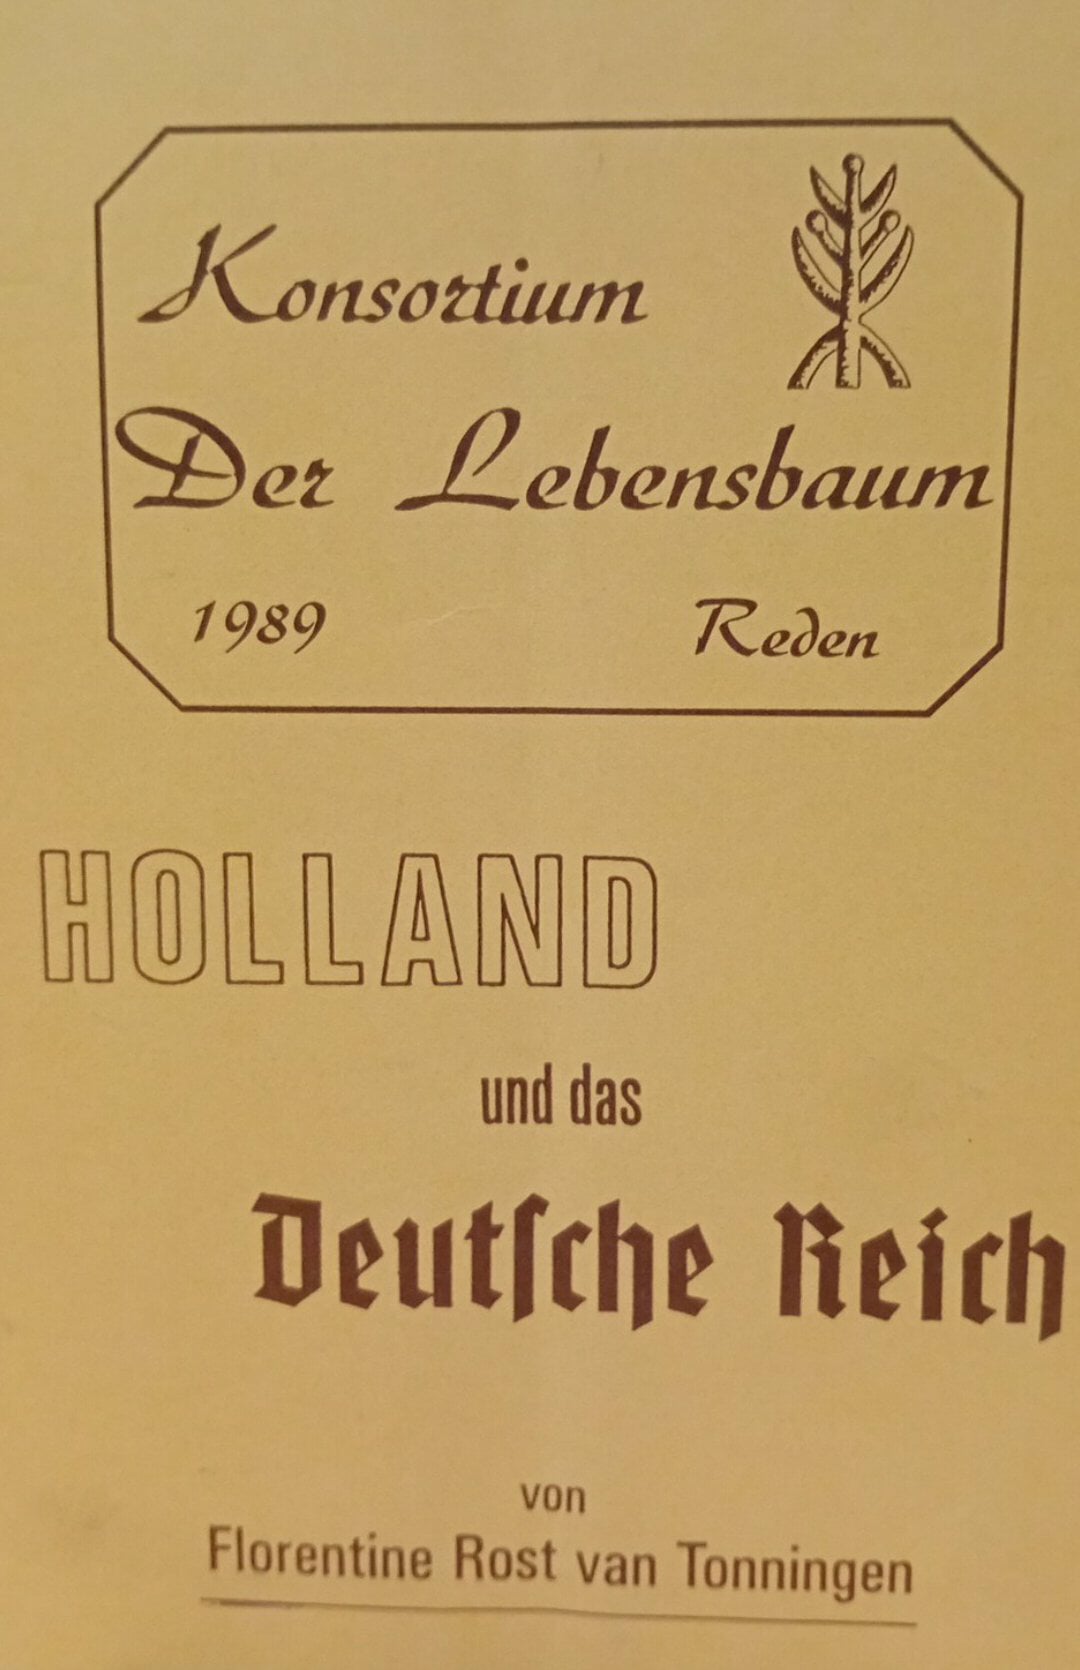 Konsortium
Der Lebensbaum
1989 Reden
HOLLAND
und das
Deutſche Reich
von
Florentine Rost van Tonningen